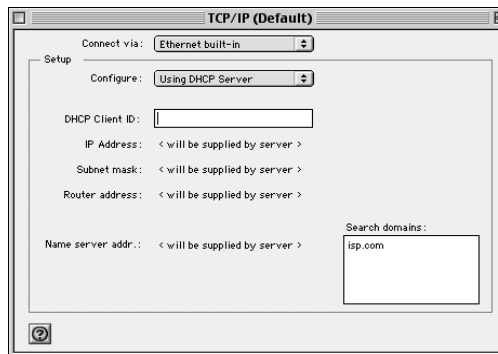 TCP/IP (Default)
Connect via: Ethernet built-in
Setup
Configure: Using DHCP Server
DHCP Client ID:
IP Address: < will be supplied by server >
Subnet mask: < will be supplied by server >
Router address: < will be supplied by server >
Search domains:
Name server addr.: < will be supplied by server >
isp.com
?